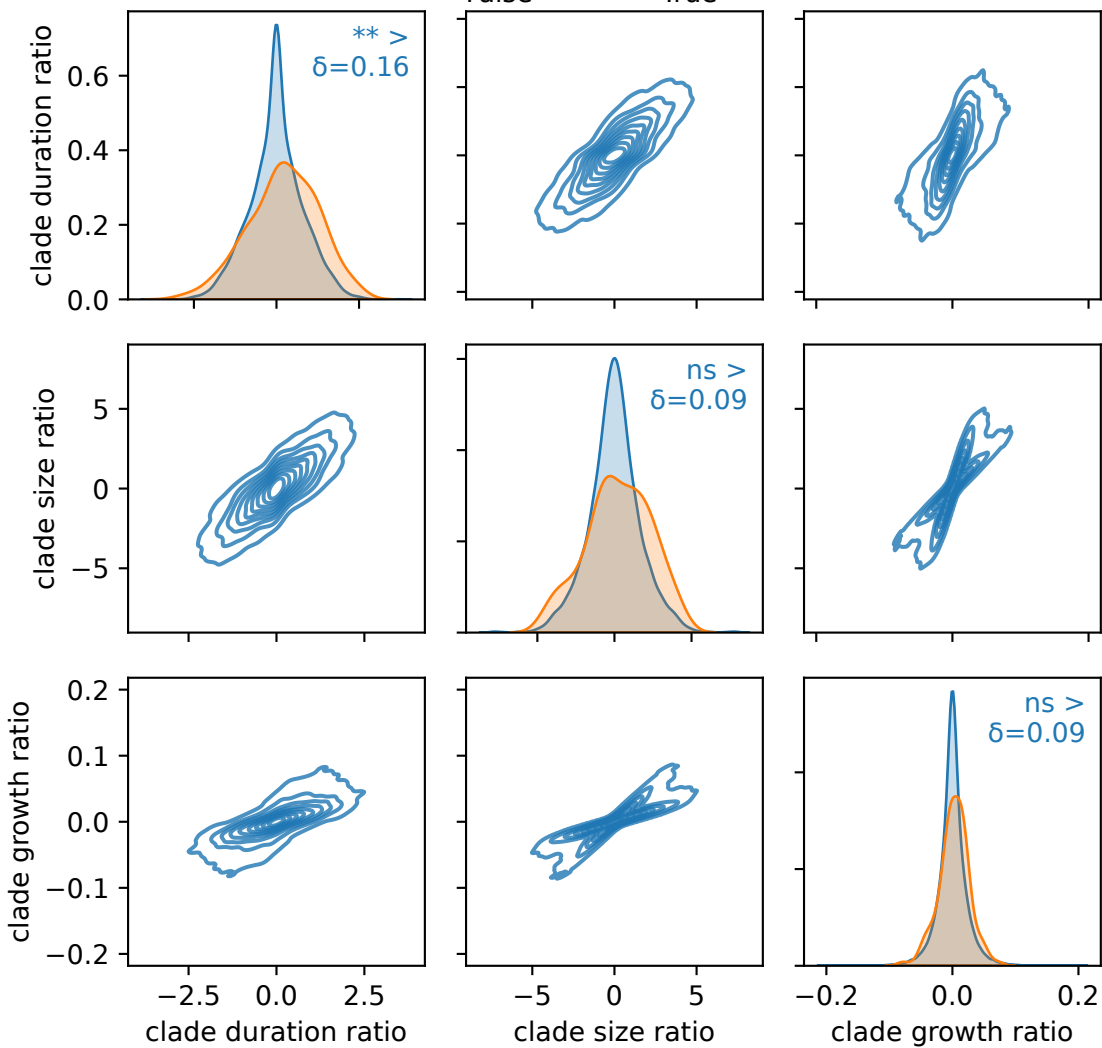 True
clade duration ratio
0.6
0.4
0.2
0.0
** >
δ=0.16
clade size ratio
5
0
−5
ns >
δ=0.09
clade growth ratio
0.2
0.1
0.0
−0.1
−0.2
ns >
δ=0.09
−2.5 0.0 2.5
−5 0 5
−0.2 0.0 0.2
clade duration ratio
clade size ratio
clade growth ratio